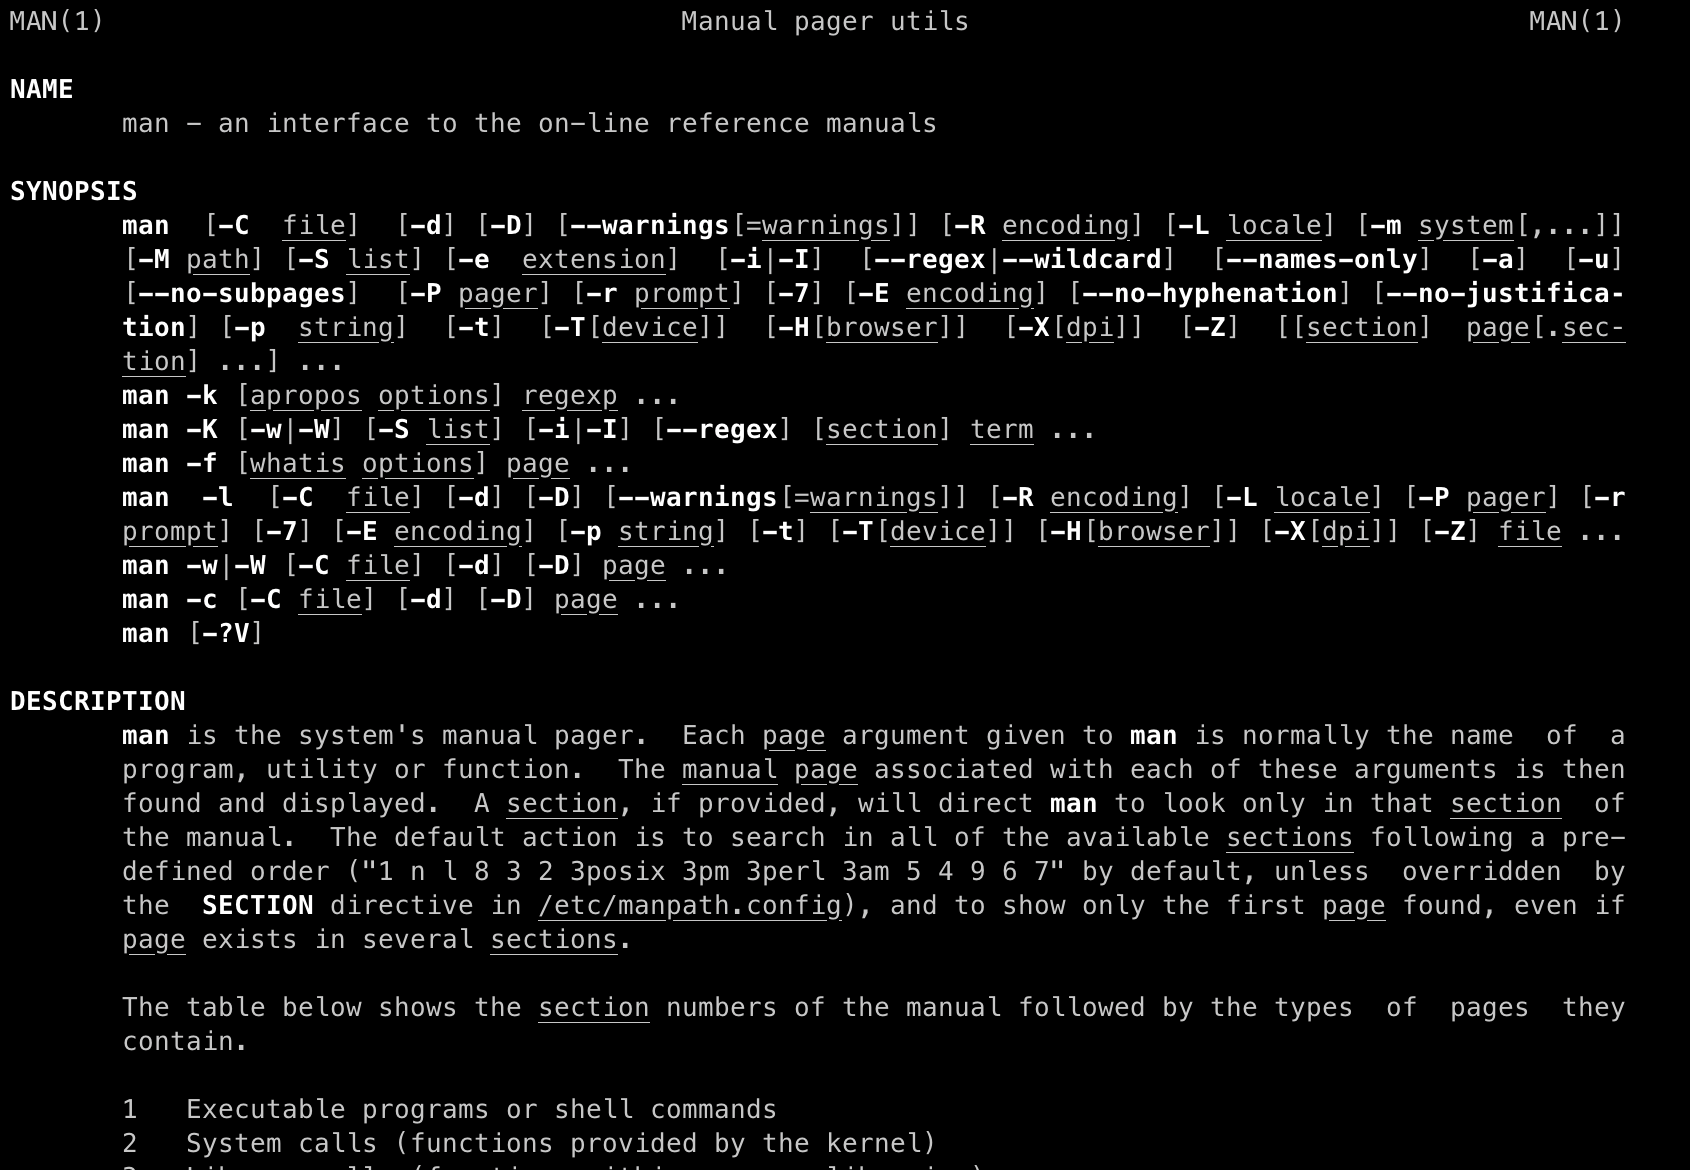 MAN(1) Manual pager utils MAN(1)
NAME
man - an interface to the on-line reference manuals
SYNOPSIS
man [-C file] [-d] [-D] [--warnings[=warnings]] [-R encoding] [-L locale] [-m system[,...]]
[-M path] [-S list] [-e extension] [-i|-I] [--regex|--wildcard] [--names-only] [-a] [-u]
[--no-subpages] [-P pager] [-r prompt] [-7] [-E encoding] [--no-hyphenation] [--no-justifica-
tion] [-p string] [-t] [-T[device]] [-H[browser]] [-X[dpi]] [-Z] [[section] page[.sec-
tion] ...] ...
man -k [apropos options] regexp ...
man -K [-w|-W] [-S list] [-i|-I] [--regex] [section] term ...
man -f [whatis options] page ...
man -l [-C file] [-d] [-D] [--warnings[=warnings]] [-R encoding] [-L locale] [-P pager] [-r
prompt] [-7] [-E encoding] [-p string] [-t] [-T[device]] [-H[browser]] [-X[dpi]] [-Z] file ...
man -w|-W [-C file] [-d] [-D] page ...
man -c [-C file] [-d] [-D] page ...
man [-?V]
DESCRIPTION
man is the system's manual pager. Each page argument given to man is normally the name of a
program, utility or function. The manual page associated with each of these arguments is then
found and displayed. A section, if provided, will direct man to look only in that section of
the manual. The default action is to search in all of the available sections following a pre-
defined order ("1 n l 8 3 2 3posix 3pm 3perl 3am 5 4 9 6 7" by default, unless overridden by
the SECTION directive in /etc/manpath.config), and to show only the first page found, even if
page exists in several sections.
The table below shows the section numbers of the manual followed by the types of pages they
contain.
1 Executable programs or shell commands
2 System calls (functions provided by the kernel)